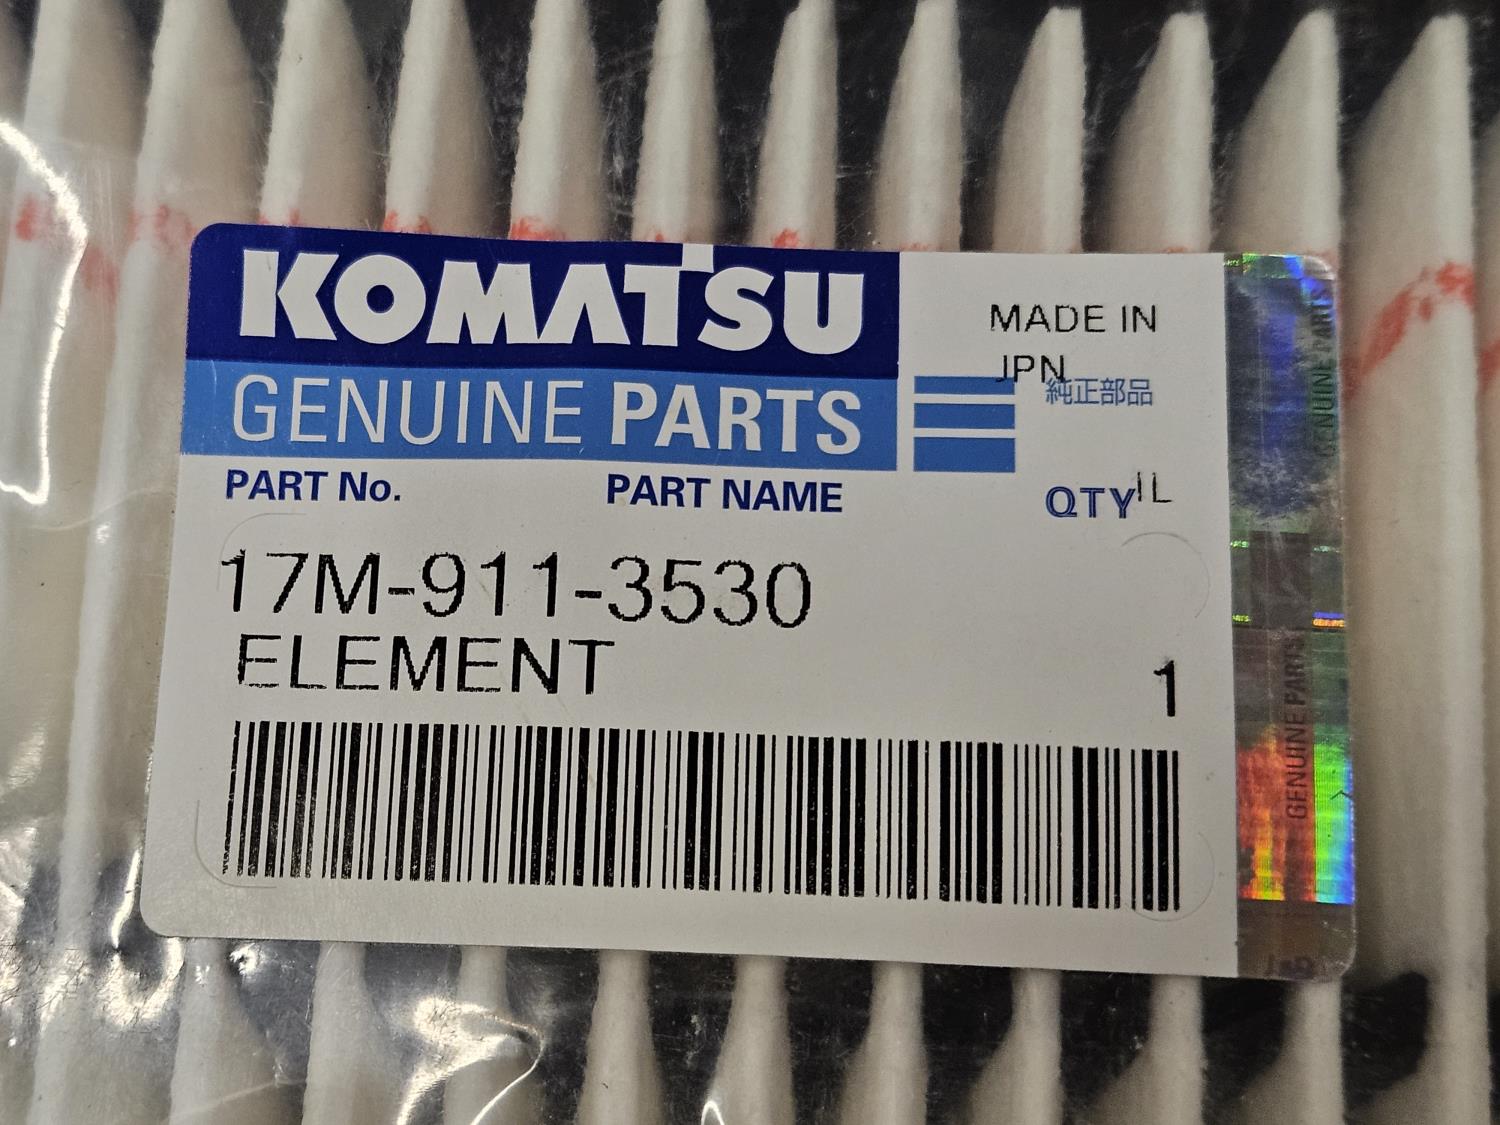 KOMATSU
GENUINE PARTS
MADE IN
JPN
純正部品
PART No. PART NAME QTY IL
17M-911-3530
ELEMENT
1
GENUINE PARTS
GENUINE PARTS